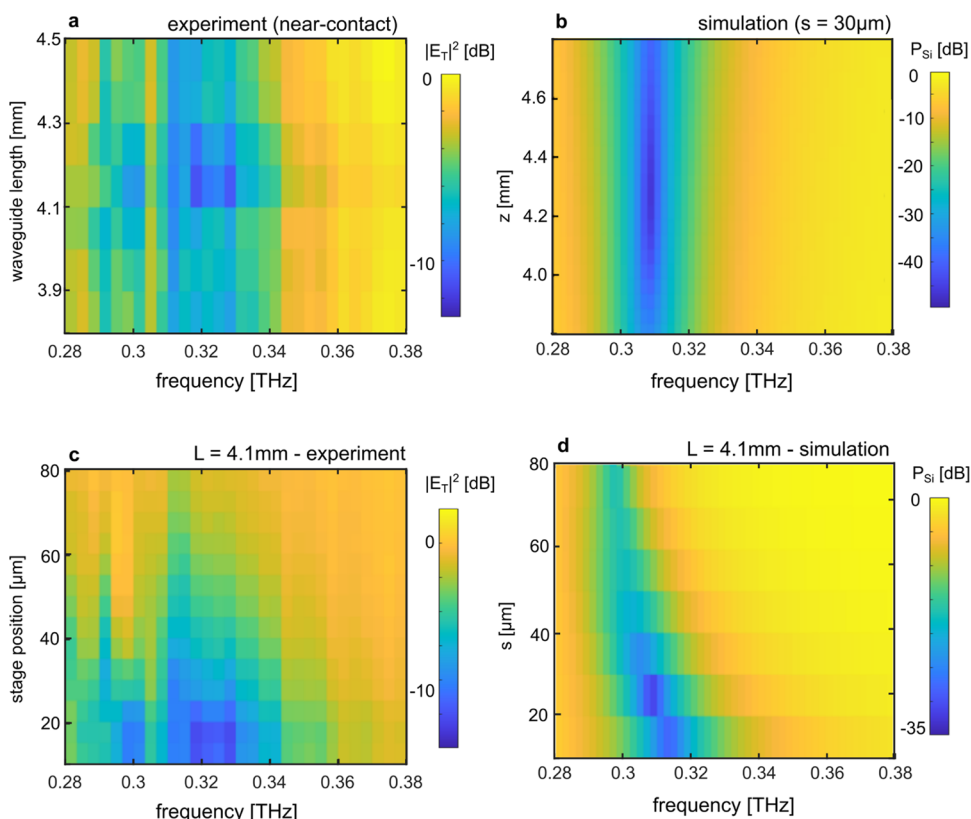 a
experiment (near-contact)
|E_T|² [dB]
4.5
4.3
4.1
3.9
waveguide length [mm]
0.28
0.3
0.32
0.34
0.36
0.38
frequency [THz]
0
-10
b
simulation (s = 30μm)
P_Si [dB]
4.6
4.4
4.2
4.0
z [mm]
0.28
0.3
0.32
0.34
0.36
0.38
frequency [THz]
0
-10
-20
-30
-40
c
L = 4.1mm - experiment
|E_T|² [dB]
80
60
40
20
stage position [μm]
0.28
0.3
0.32
0.34
0.36
0.38
frequency [THz]
0
-10
d
L = 4.1mm - simulation
P_Si [dB]
80
60
40
20
s [μm]
0.28
0.3
0.32
0.34
0.36
0.38
frequency [THz]
0
-35